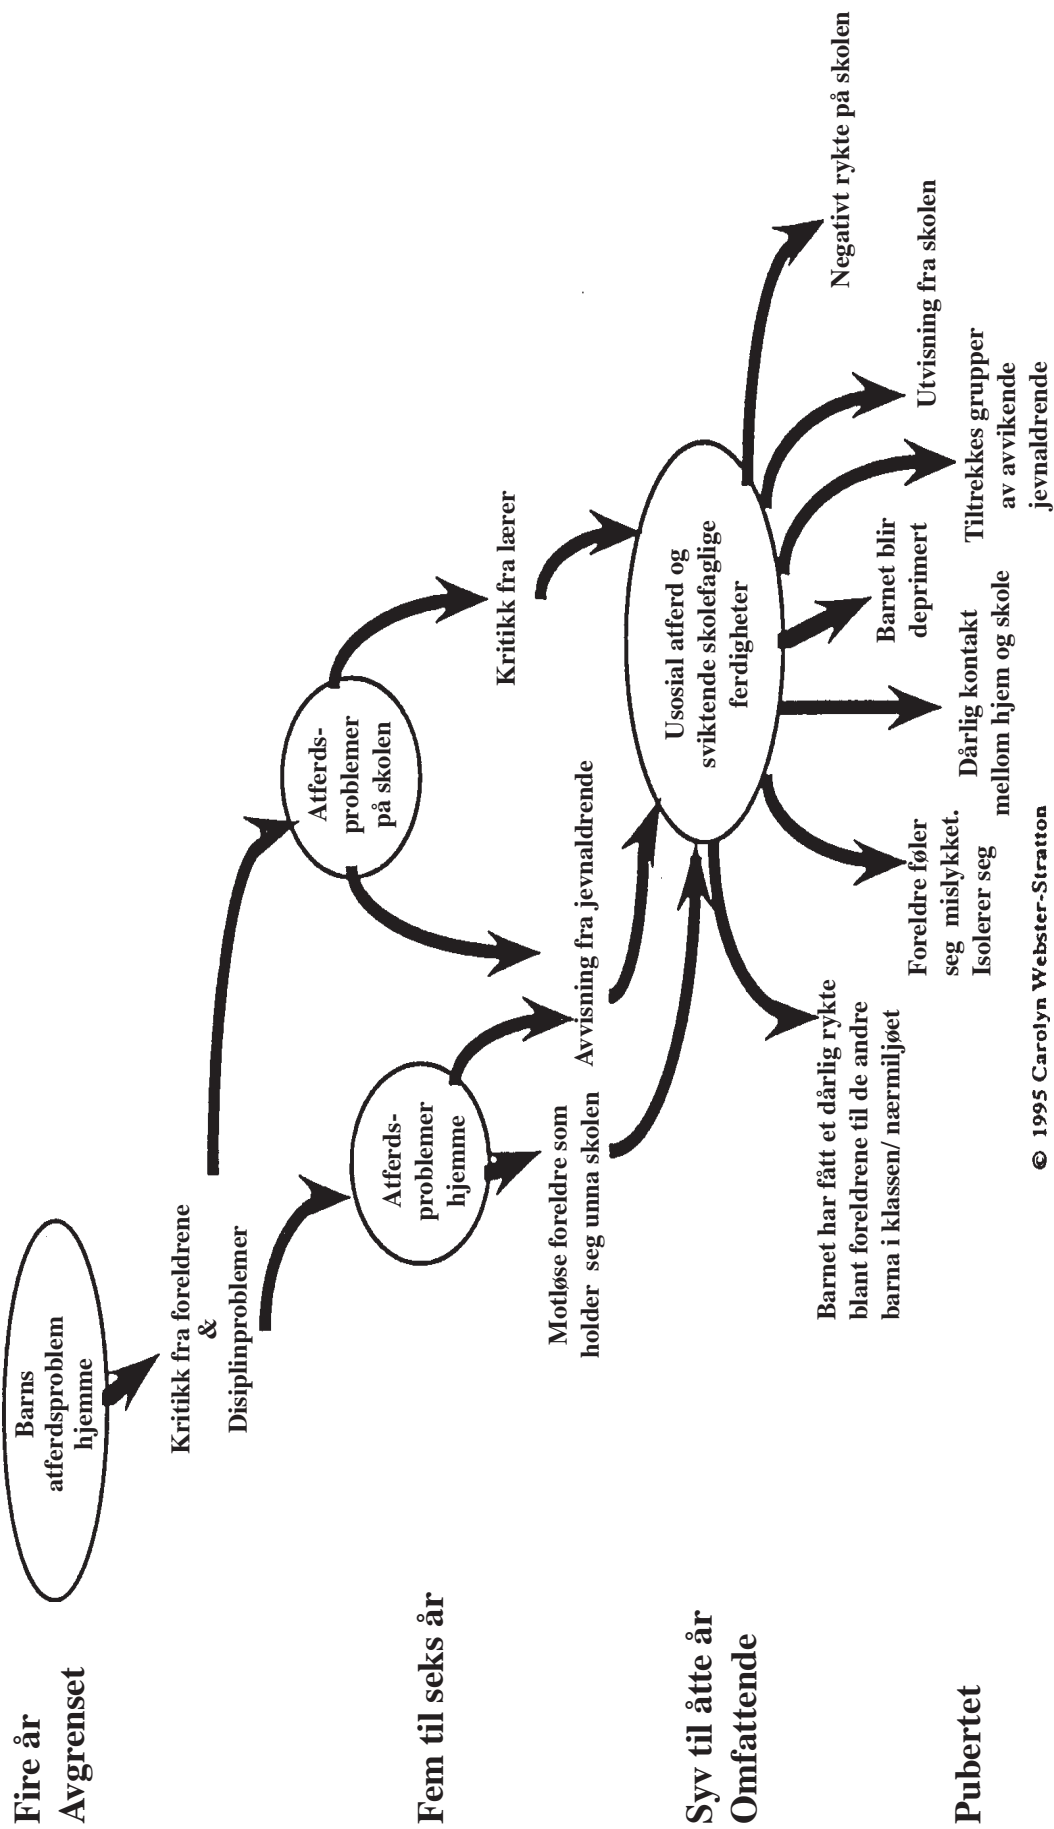 Fire år
Avgrenset
Barns
atferdsproblem
hjemme
Kritikk fra foreldrene
&
Disiplinproblemer
Fem til seks år
Atferds-
problemer
på skolen
Atferds-
problemer
hjemme
Kritikk fra lærer
Motløse foreldre som
holder seg unna skolen
Avvisning fra jevnaldrende
Syv til åtte år
Omfattende
Usosial atferd og
sviktende skolefaglige
ferdigheter
Pubertet
Barnet har fått et dårlig rykte
blant foreldrene til de andre
barna i klassen/ nærmiljøet
Foreldre føler
seg mislykket.
Isolerer seg
Dårlig kontakt
mellom hjem og skole
Barnet blir
deprimert
Tiltrekkes grupper
av avvikende
jevnaldrende
Utvisning fra skolen
Negativt rykte på skolen
© 1995 Carolyn Webster-Stratton